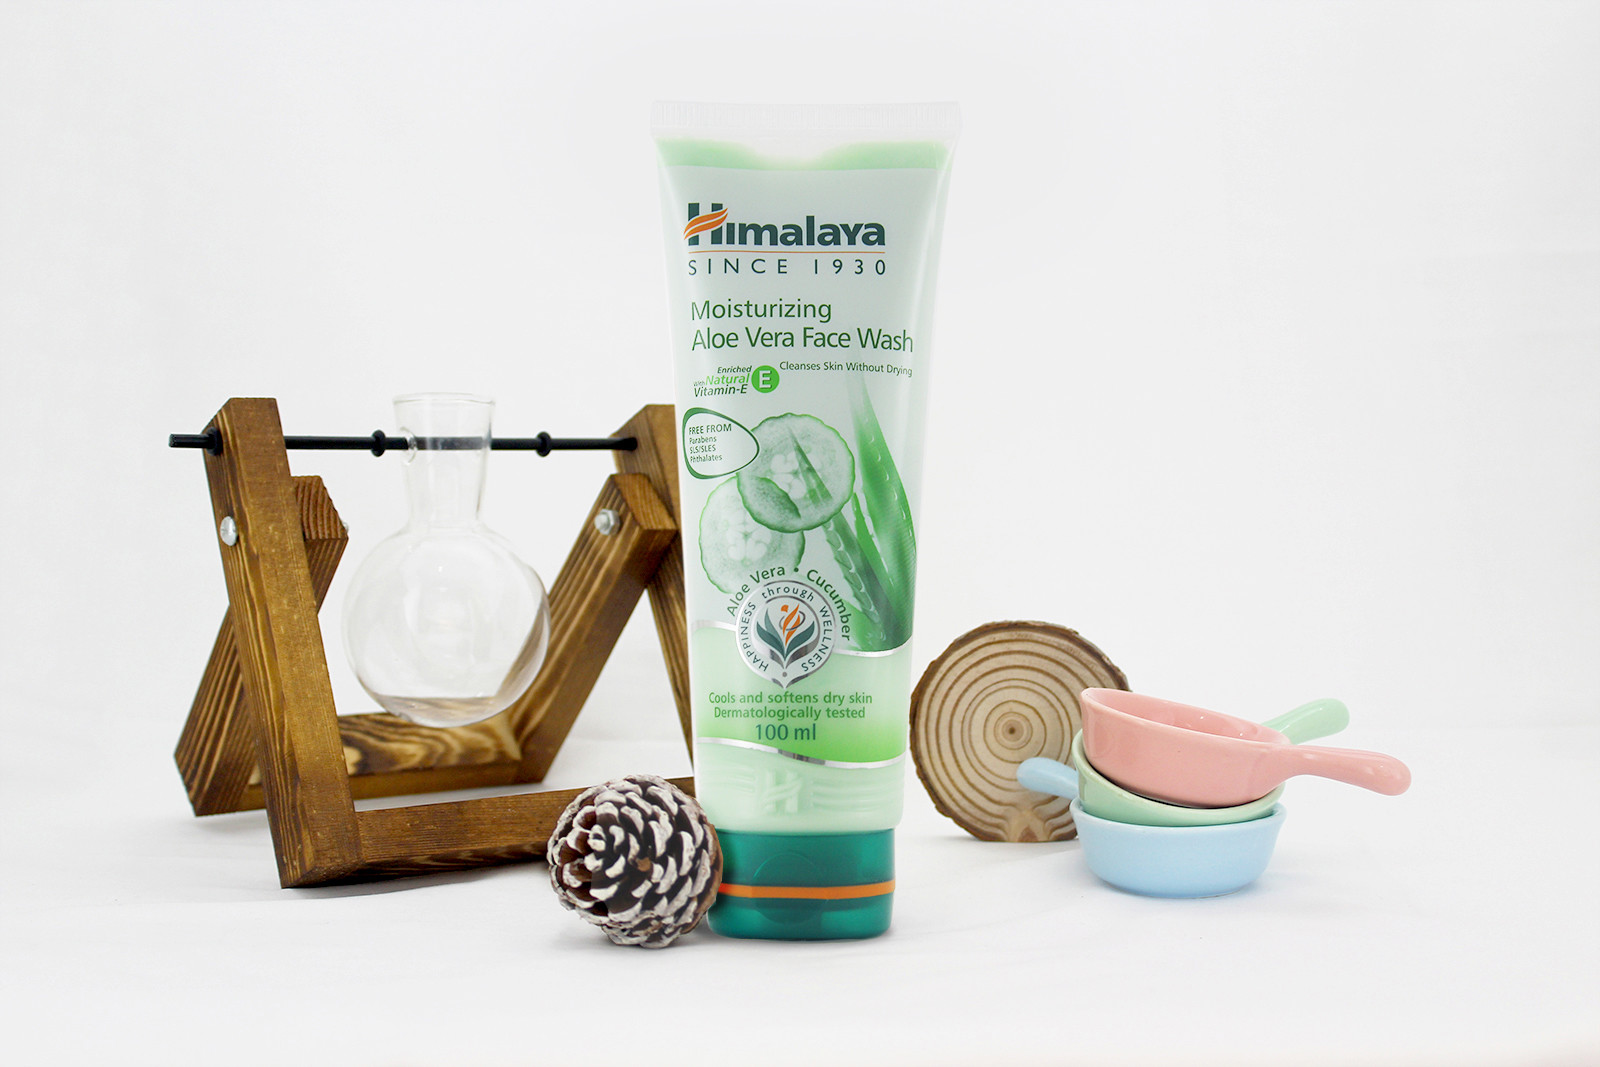 Himalaya
SINCE 1930
Moisturizing
Aloe Vera Face Wash
Cleanses Skin Without Drying
Enriched
With Natural
Vitamin-E
E
FREE FROM
Parabens
SLS/SLES
Phthalates
Aloe Vera • Cucumber
HAPPINESS through WELLNESS
Cools and softens dry skin
Dermatologically tested
100 ml
H